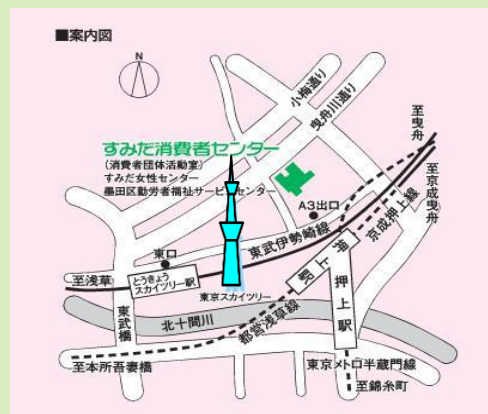 ■案内図
N
小梅通り
曳舟川通り
至曳舟
至京成曳舟
すみだ消費者センター
(消費者団体活動室)
すみだ女性センター
墨田区勤労者福祉サービスセンター
A3出口
京成押上線
東武伊勢崎線
東口
押上駅
至浅草
とうきょう
スカイツリー駅
東京スカイツリー
押上駅
東武橋
北十間川
都営浅草線
至本所吾妻橋
東京メトロ半蔵門線
至錦糸町